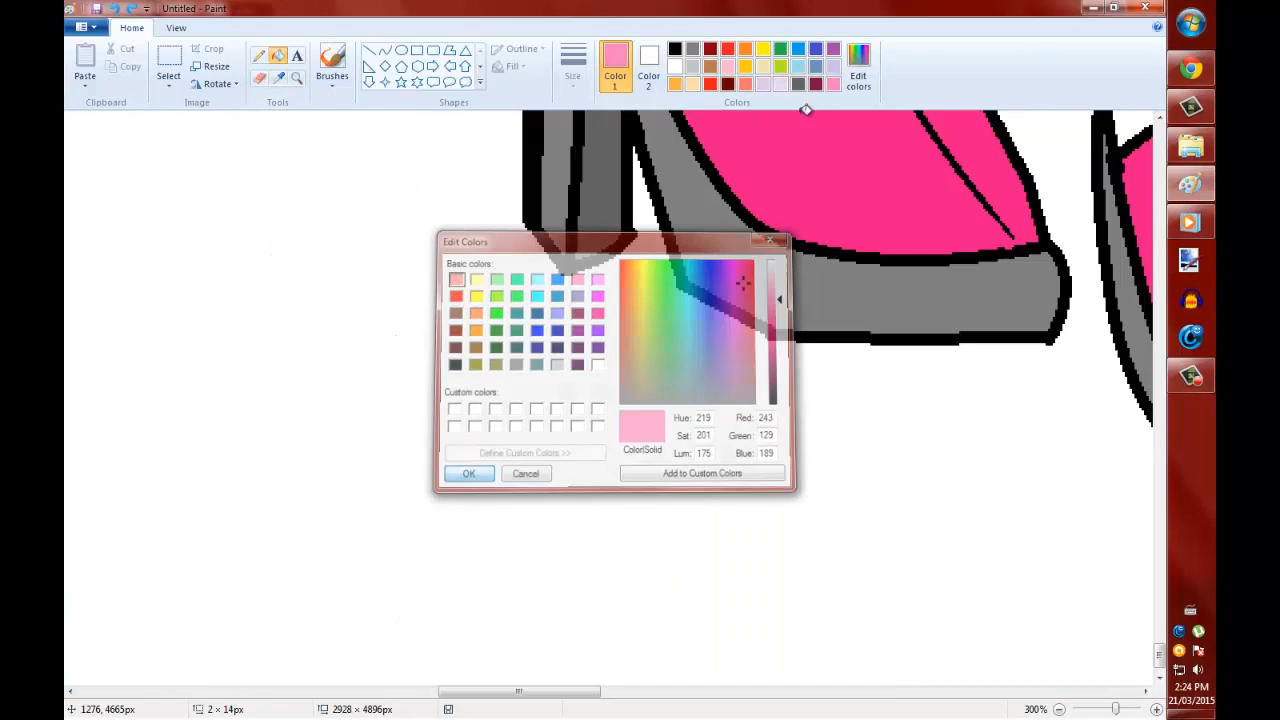 Untitled - Paint
Home View
Paste
Cut
Copy
Clipboard
Select
Crop
Resize
Rotate
Image
Tools
Brushes
Shapes
Outline
Fill
Size
Color 1
Color 2
Colors
Edit colors
Edit Colors
Basic colors:
Custom colors:
Define Custom Colors >>
OK Cancel
Color|Solid
Hue: 219 Red: 243
Sat: 201 Green: 129
Lum: 175 Blue: 189
Add to Custom Colors
1276, 4665px 2 × 14px 2928 × 4896px 300%
2:24 PM
21/03/2015